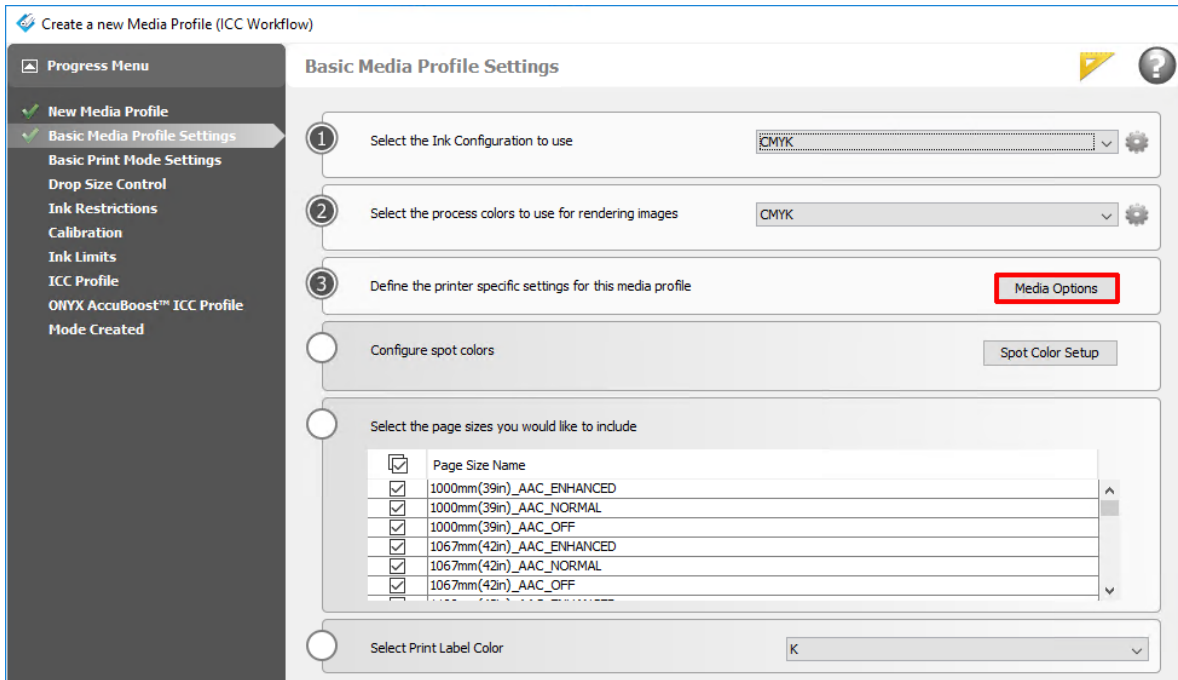 Create a new Media Profile (ICC Workflow)
Progress Menu
Basic Media Profile Settings
?
New Media Profile
Basic Media Profile Settings
Basic Print Mode Settings
Drop Size Control
Ink Restrictions
Calibration
Ink Limits
ICC Profile
ONYX AccuBoost™ ICC Profile
Mode Created
1 Select the Ink Configuration to use CMYK
2 Select the process colors to use for rendering images CMYK
3 Define the printer specific settings for this media profile Media Options
Configure spot colors Spot Color Setup
Select the page sizes you would like to include
Page Size Name
1000mm(39in)_AAC_ENHANCED
1000mm(39in)_AAC_NORMAL
1000mm(39in)_AAC_OFF
1067mm(42in)_AAC_ENHANCED
1067mm(42in)_AAC_NORMAL
1067mm(42in)_AAC_OFF
Select Print Label Color K